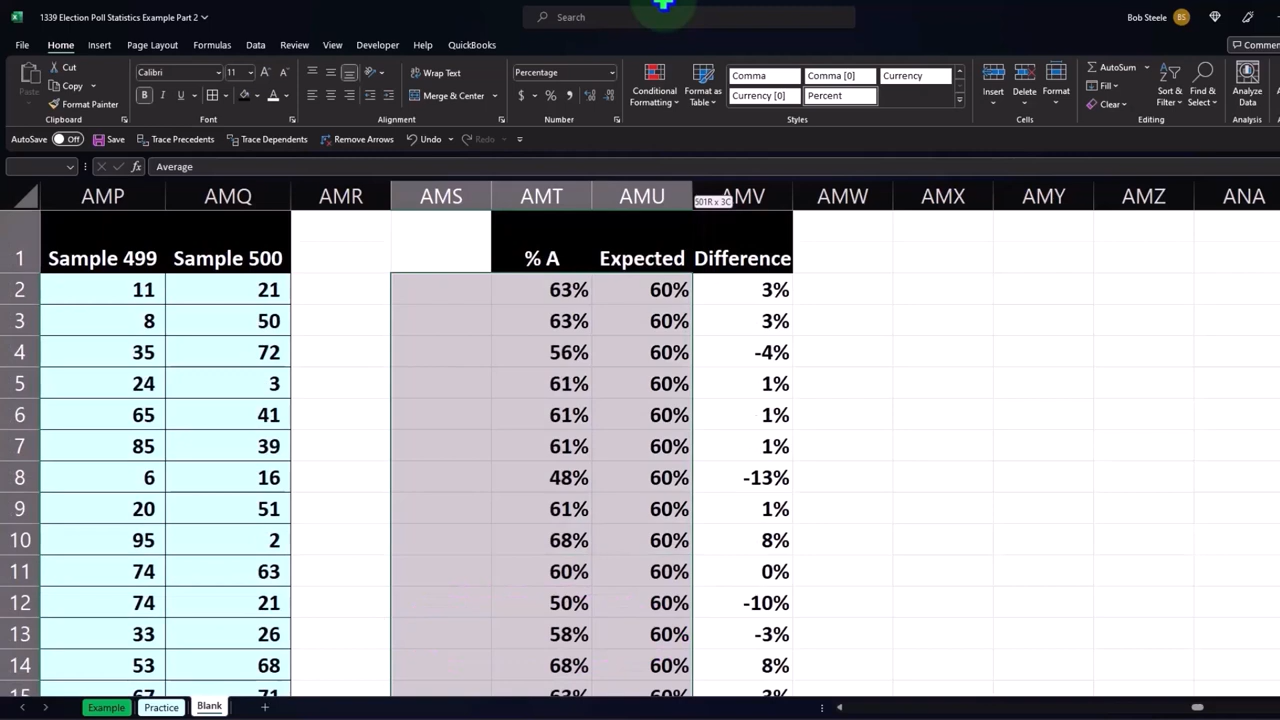 1339 Election Poll Statistics Example Part 2
Search
Bob Steele
BS
File Home Insert Page Layout Formulas Data Review View Developer Help QuickBooks
Comments
Paste
Cut
Copy
Format Painter
Clipboard
Calibri 11
B I U
Font
Wrap Text
Merge & Center
Alignment
Percentage
$ % 9
Number
Conditional Formatting
Format as Table
Comma Comma [0] Currency
Currency [0] Percent
Styles
Insert Delete Format
Cells
AutoSum
Fill
Clear
Sort & Filter
Find & Select
Editing
Analyze Data
Analysis
AutoSave Off Save Trace Precedents Trace Dependents Remove Arrows Undo Redo
fx Average
AMP AMQ AMR AMS AMT AMU AMV AMW AMX AMY AMZ ANA
501R x 3C
1 Sample 499 Sample 500 % A Expected Difference
2 11 21 63% 60% 3%
3 8 50 63% 60% 3%
4 35 72 56% 60% -4%
5 24 3 61% 60% 1%
6 65 41 61% 60% 1%
7 85 39 61% 60% 1%
8 6 16 48% 60% -13%
9 20 51 61% 60% 1%
10 95 2 68% 60% 8%
11 74 63 60% 60% 0%
12 74 21 50% 60% -10%
13 33 26 58% 60% -3%
14 53 68 68% 60% 8%
15 67 71 63% 60% 3%
Example Practice Blank